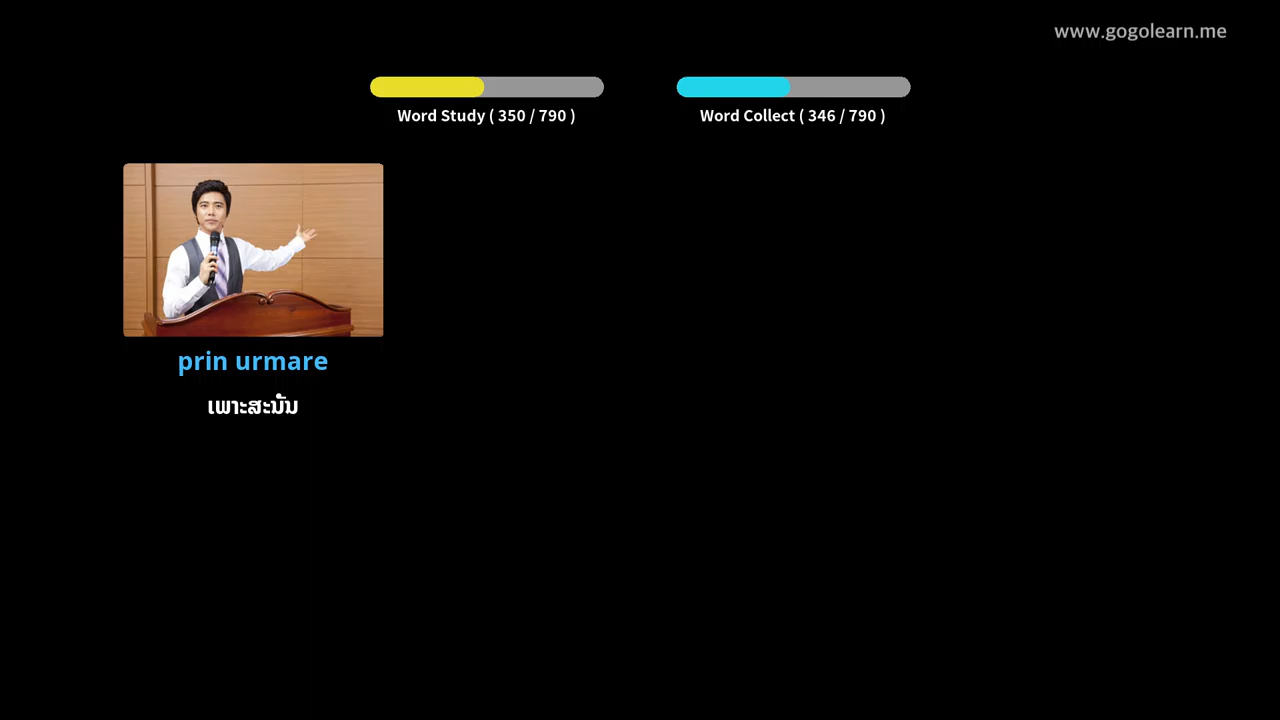 www.gogolearn.me
Word Study ( 350 / 790 )
Word Collect ( 346 / 790 )
prin urmare
ເພາະສະນັ້ນ